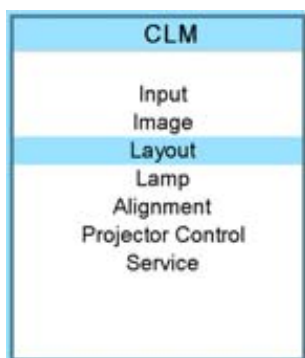 CLM
Input
Image
Layout
Lamp
Alignment
Projector Control
Service